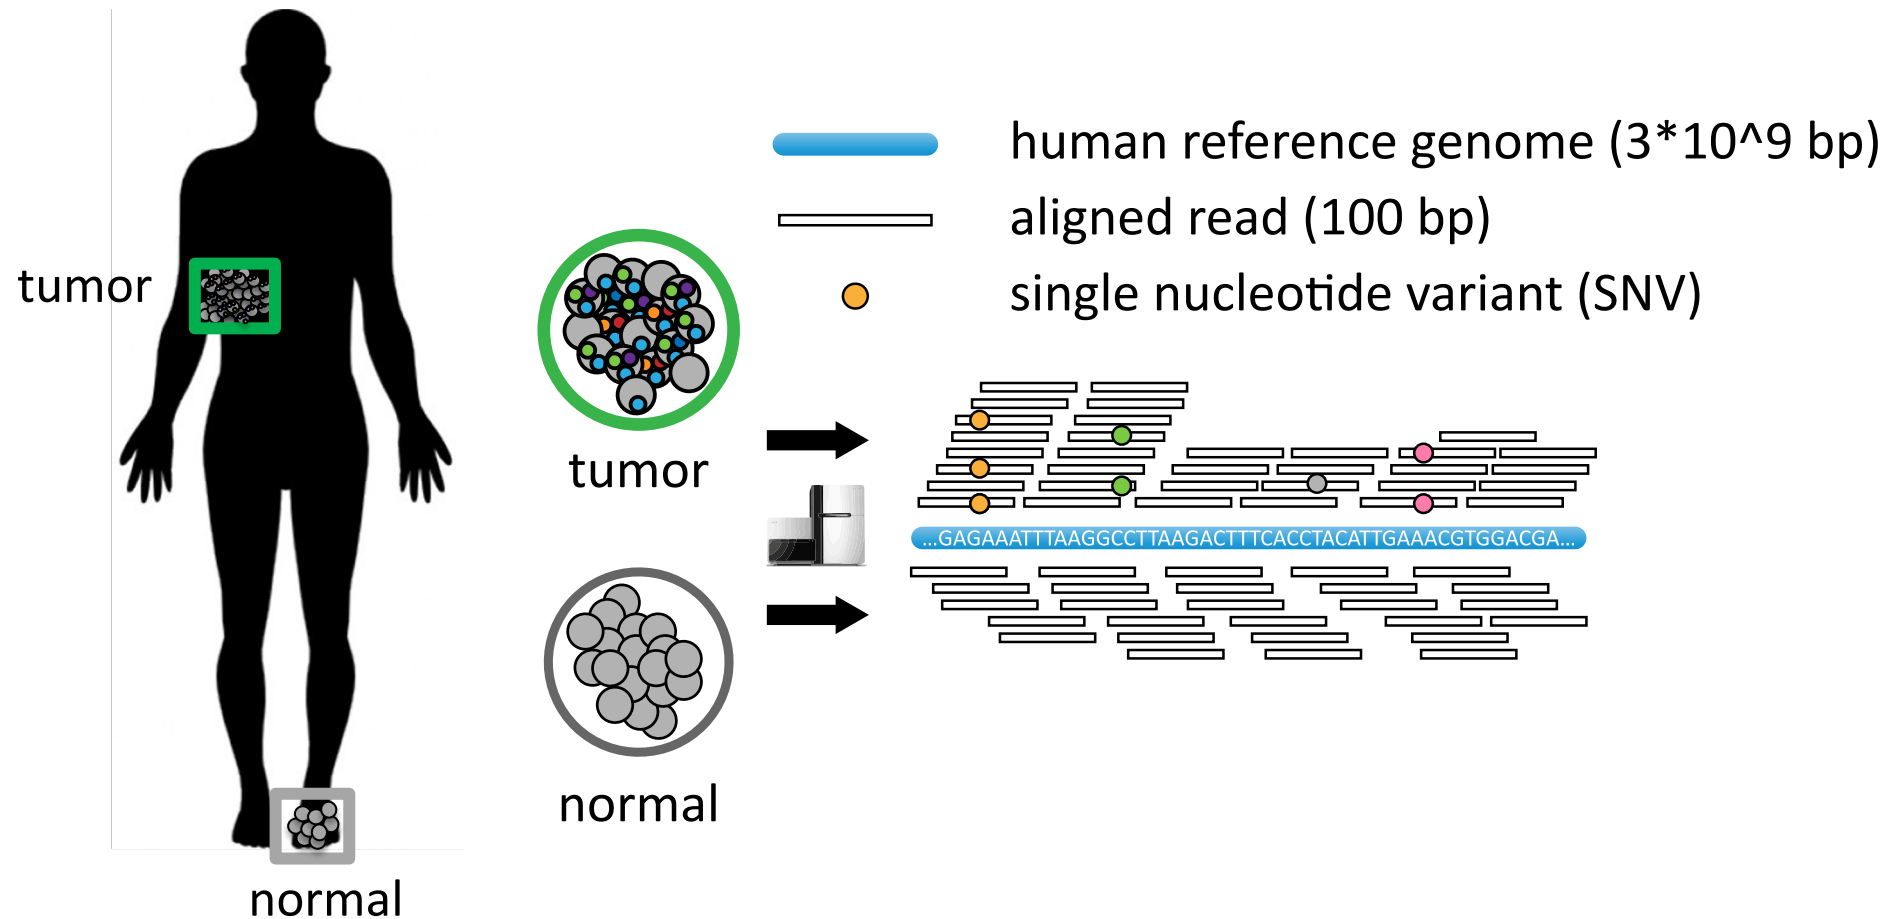 human reference genome (3*10^9 bp)
aligned read (100 bp)
single nucleotide variant (SNV)
tumor
tumor
...GAGAAATTTAAGGCCTTAAGACTTTCACCTACATTGAAACGTGGACGA...
normal
normal